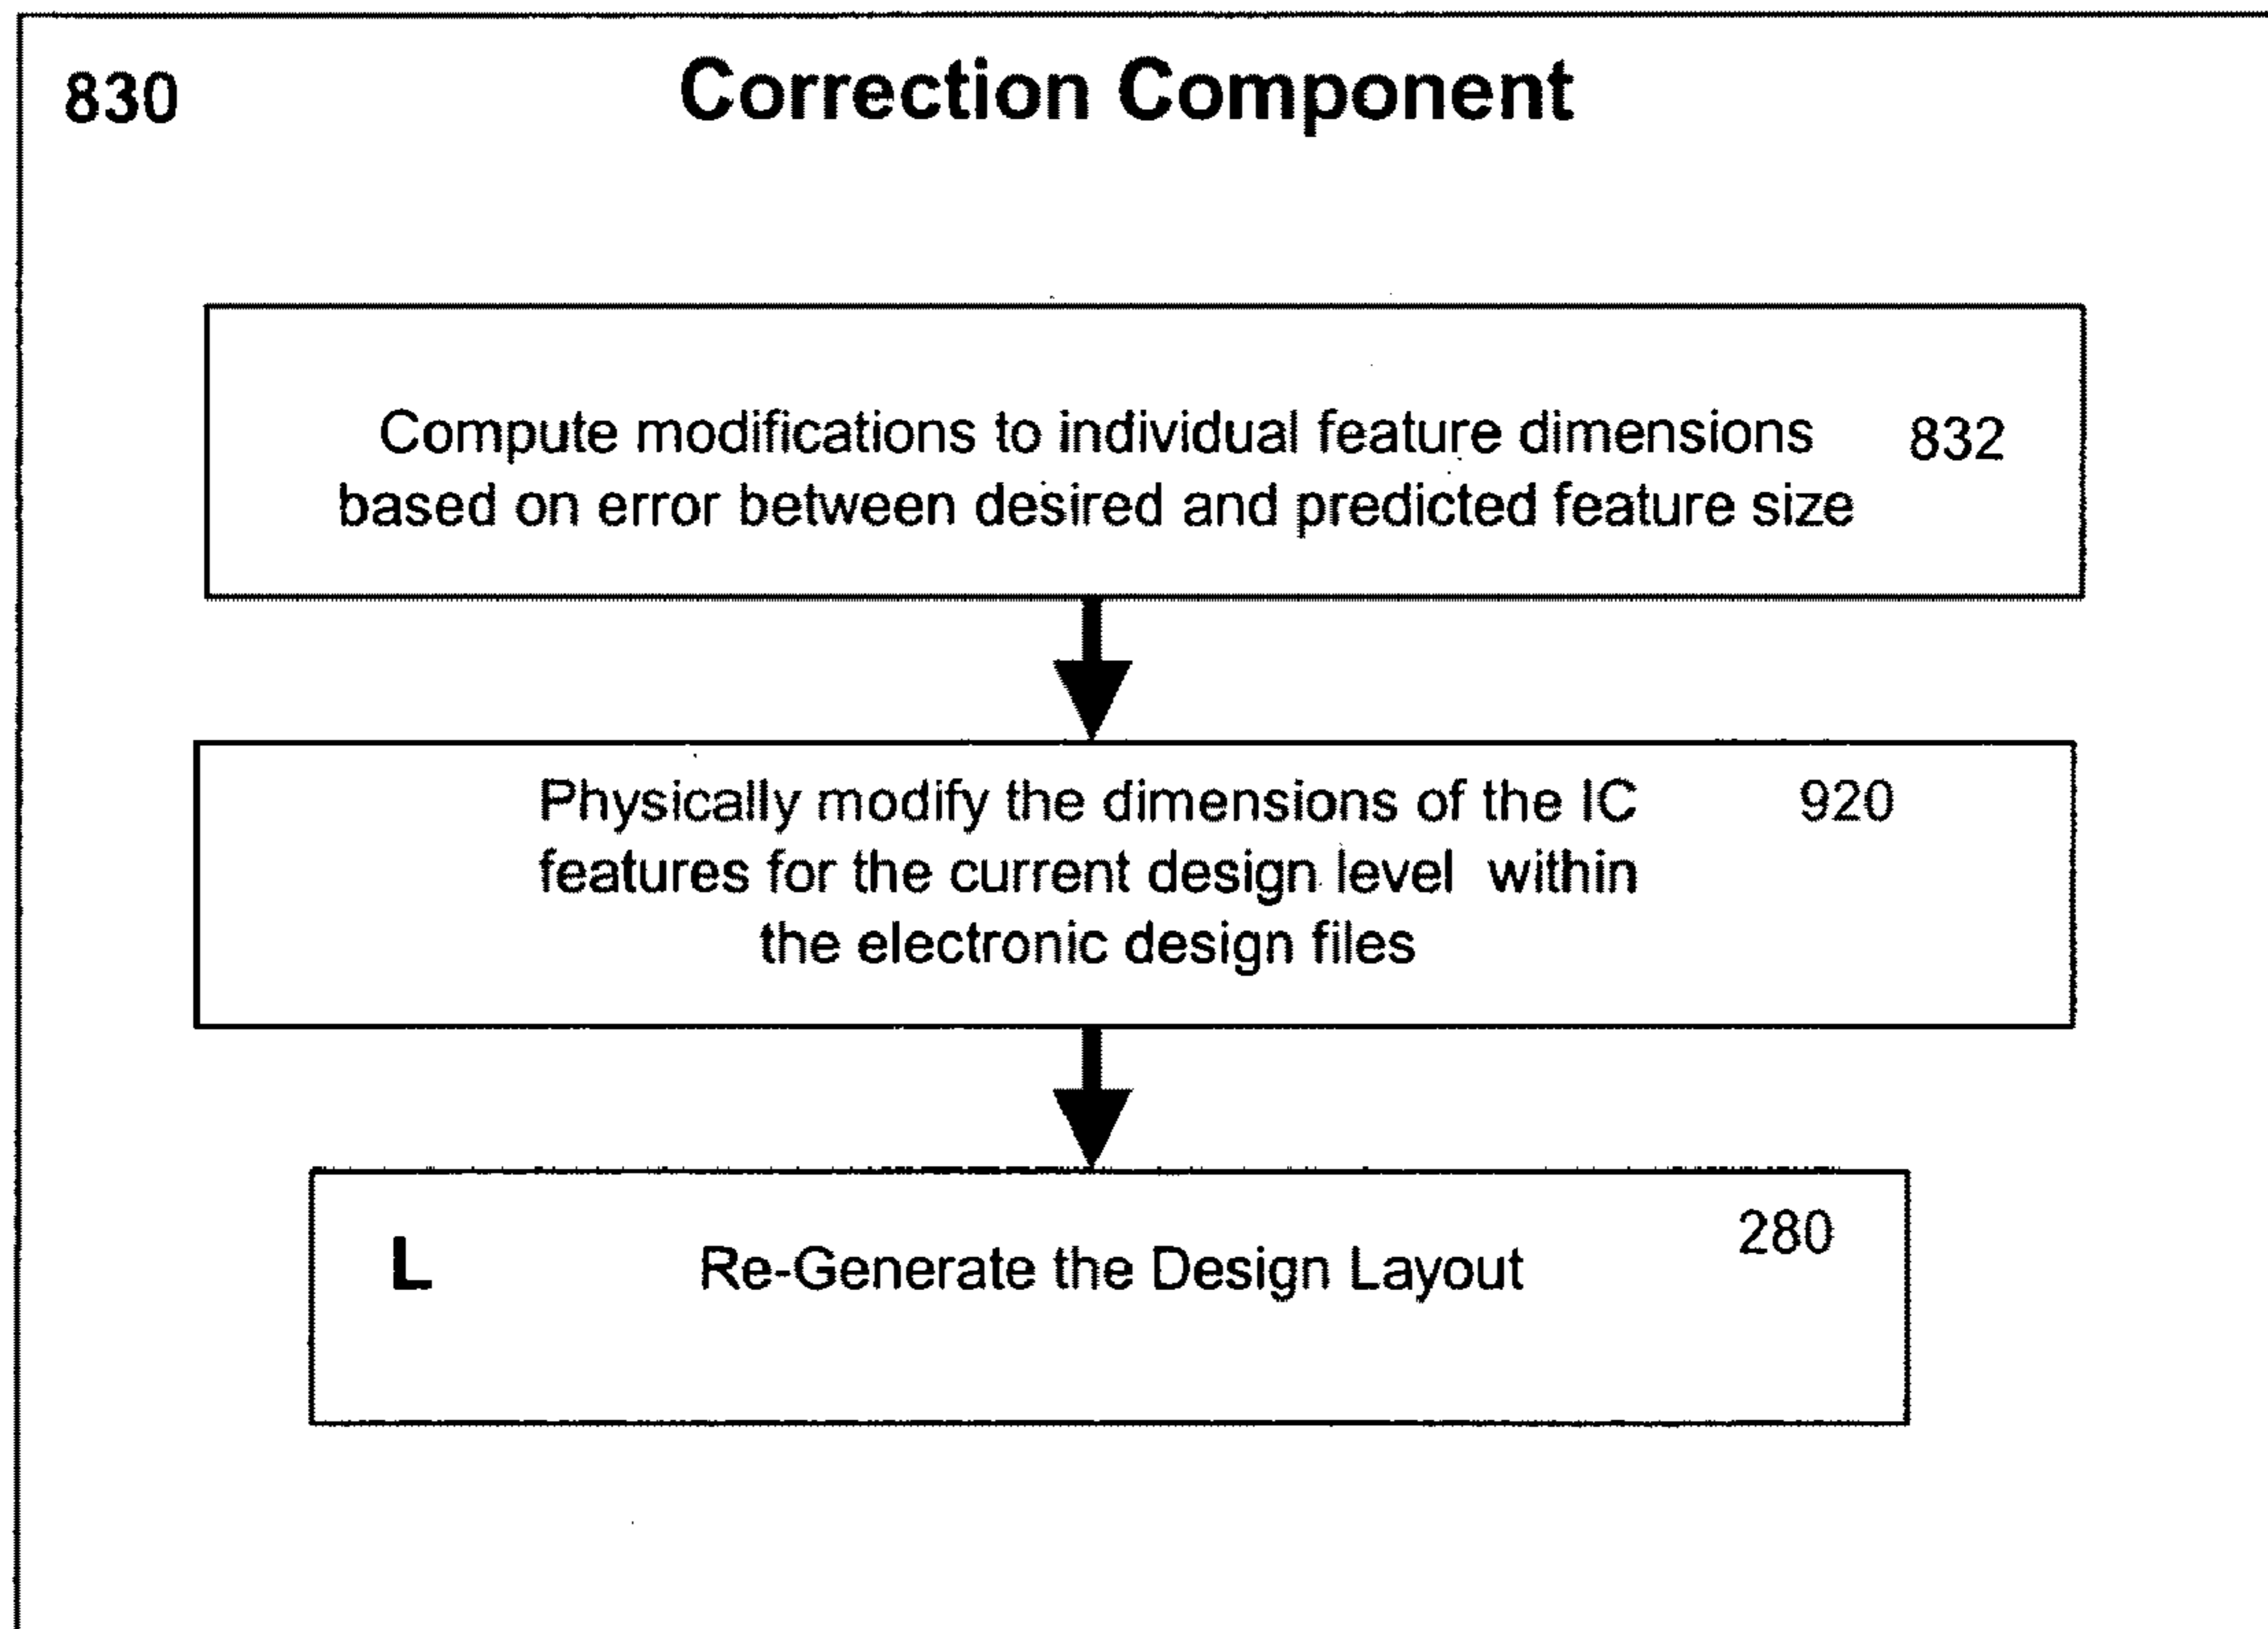 830
Correction Component
Compute modifications to individual feature dimensions 832
based on error between desired and predicted feature size
Physically modify the dimensions of the IC 920
features for the current design level within
the electronic design files
280
L Re-Generate the Design Layout